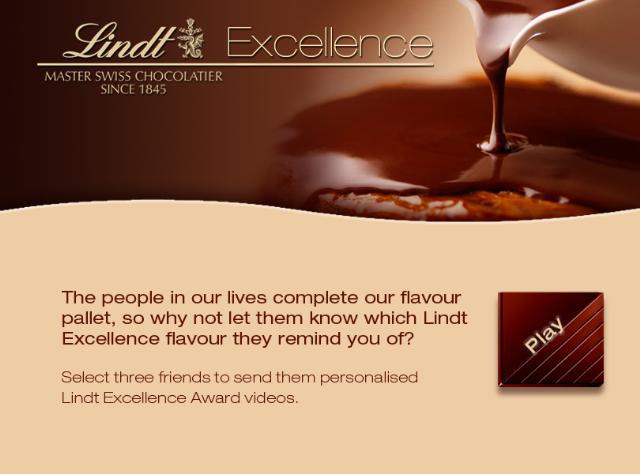 Lindt Excellence
MASTER SWISS CHOCOLATIER
SINCE 1845
The people in our lives complete our flavour
pallet, so why not let them know which Lindt
Excellence flavour they remind you of?
Play
Select three friends to send them personalised
Lindt Excellence Award videos.